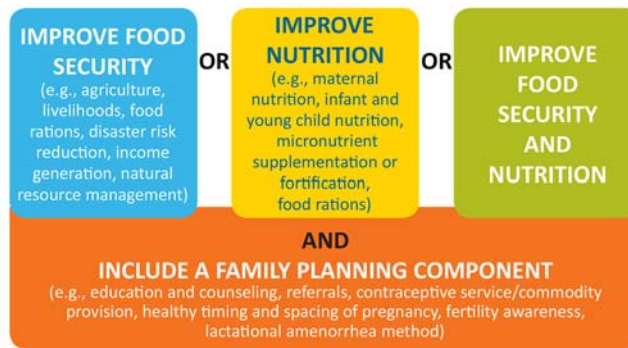 IMPROVE FOOD
SECURITY
(e.g., agriculture,
livelihoods, food
rations, disaster risk
reduction, income
generation, natural
resource management)
OR
IMPROVE
NUTRITION
(e.g., maternal
nutrition, infant and
young child nutrition,
micronutrient
supplementation or
fortification,
food rations)
OR
IMPROVE
FOOD
SECURITY
AND
NUTRITION
AND
INCLUDE A FAMILY PLANNING COMPONENT
(e.g., education and counseling, referrals, contraceptive service/commodity
provision, healthy timing and spacing of pregnancy, fertility awareness,
lactational amenorrhea method)